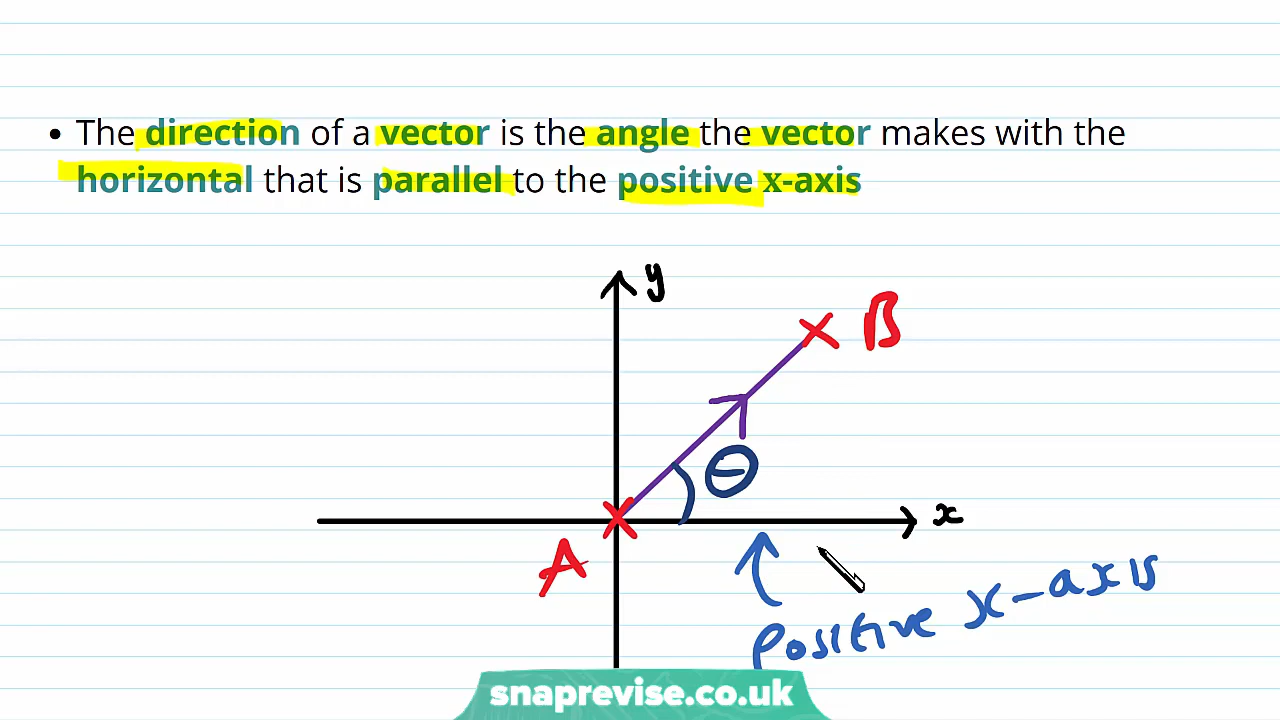 • The direction of a vector is the angle the vector makes with the
horizontal that is parallel to the positive x-axis
y
B
θ
x
A
positive x-axis
snaprevise.co.uk